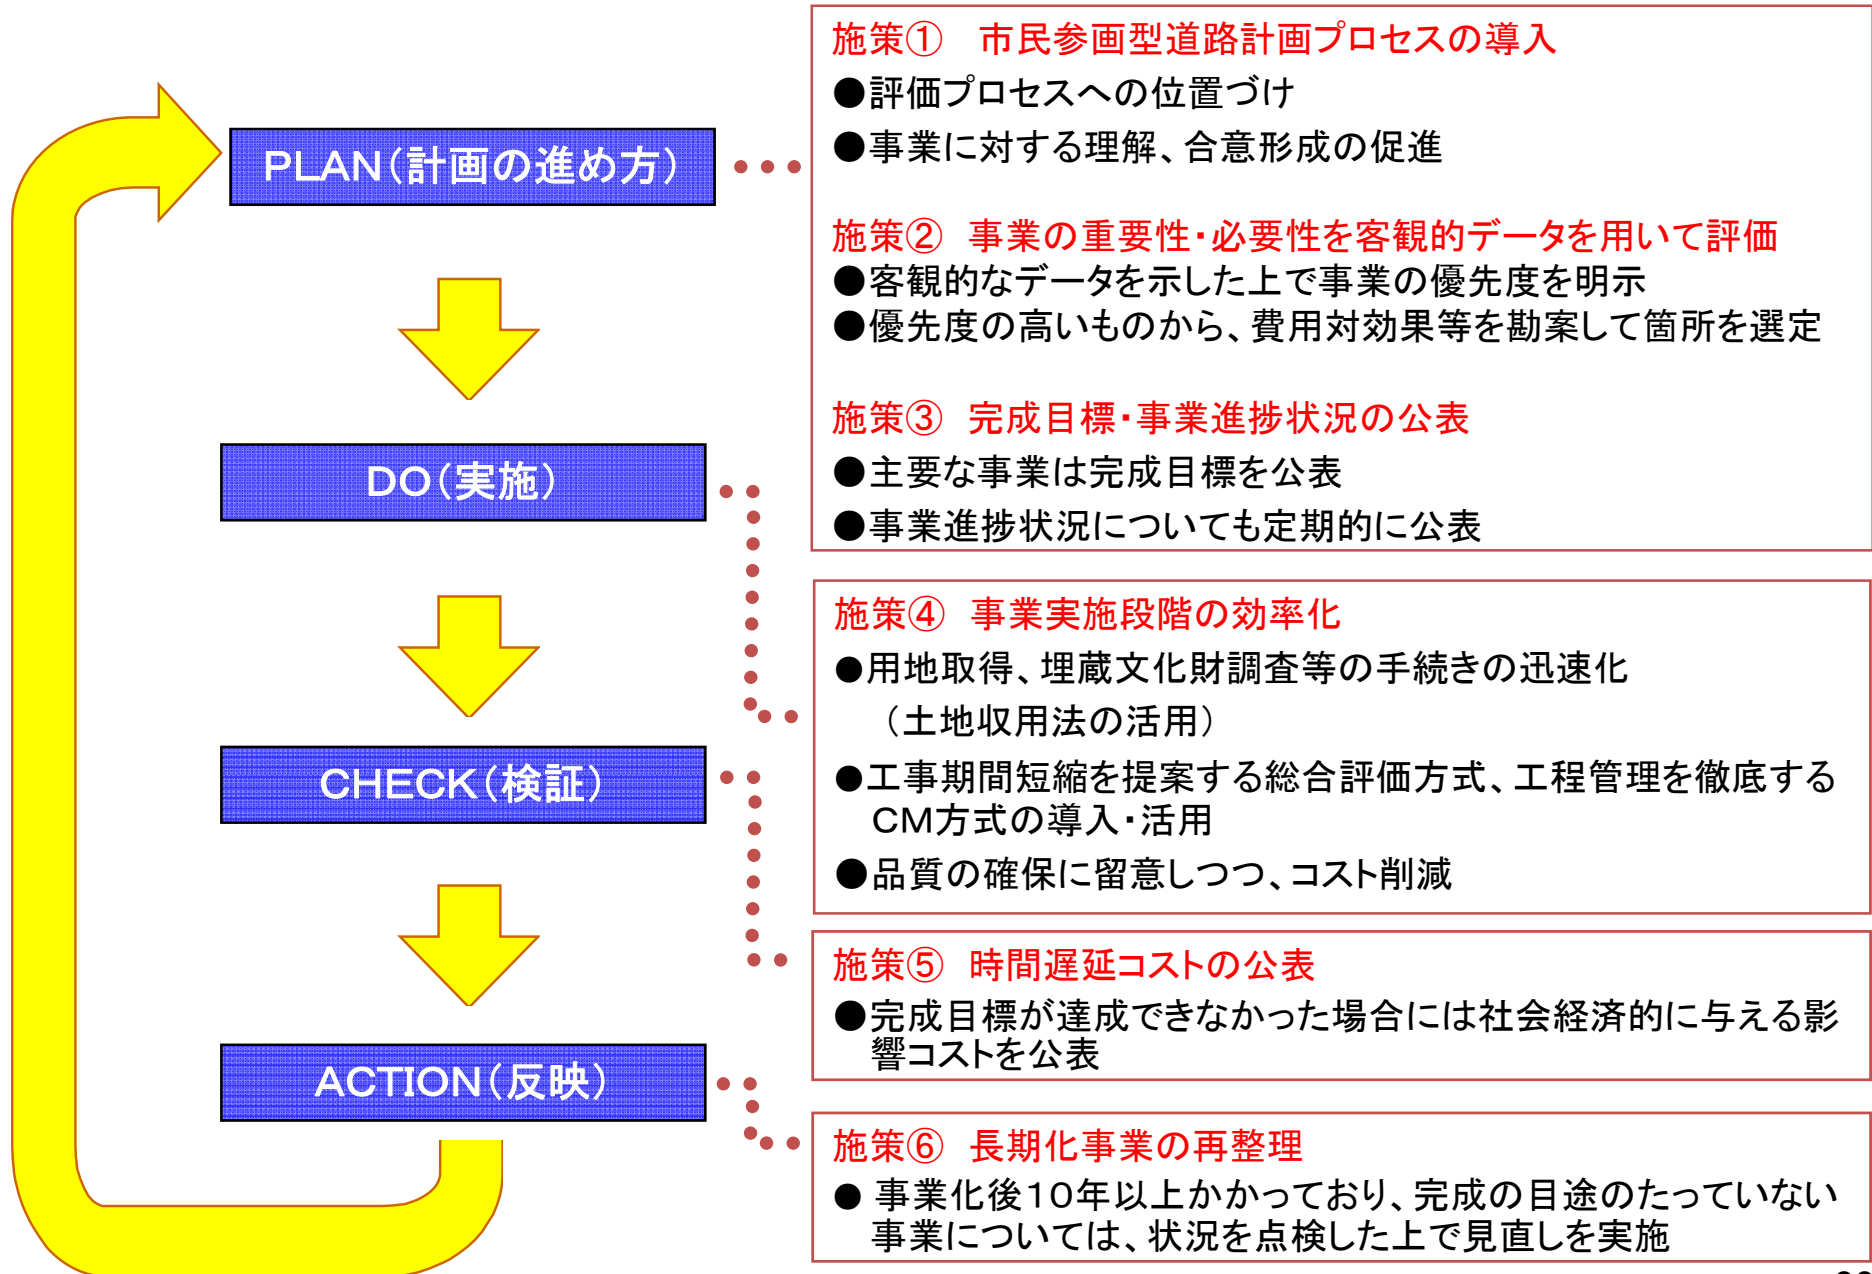 PLAN(計画の進め方)
施策① 市民参画型道路計画プロセスの導入
●評価プロセスへの位置づけ
●事業に対する理解、合意形成の促進
施策② 事業の重要性・必要性を客観的データを用いて評価
●客観的なデータを示した上で事業の優先度を明示
●優先度の高いものから、費用対効果等を勘案して箇所を選定
施策③ 完成目標・事業進捗状況の公表
●主要な事業は完成目標を公表
●事業進捗状況についても定期的に公表
DO(実施)
施策④ 事業実施段階の効率化
●用地取得、埋蔵文化財調査等の手続きの迅速化
(土地収用法の活用)
●工事期間短縮を提案する総合評価方式、工程管理を徹底する
CM方式の導入・活用
●品質の確保に留意しつつ、コスト削減
CHECK(検証)
施策⑤ 時間遅延コストの公表
●完成目標が達成できなかった場合には社会経済的に与える影
響コストを公表
ACTION(反映)
施策⑥ 長期化事業の再整理
● 事業化後10年以上かかっており、完成の目途のたっていない
事業については、状況を点検した上で見直しを実施